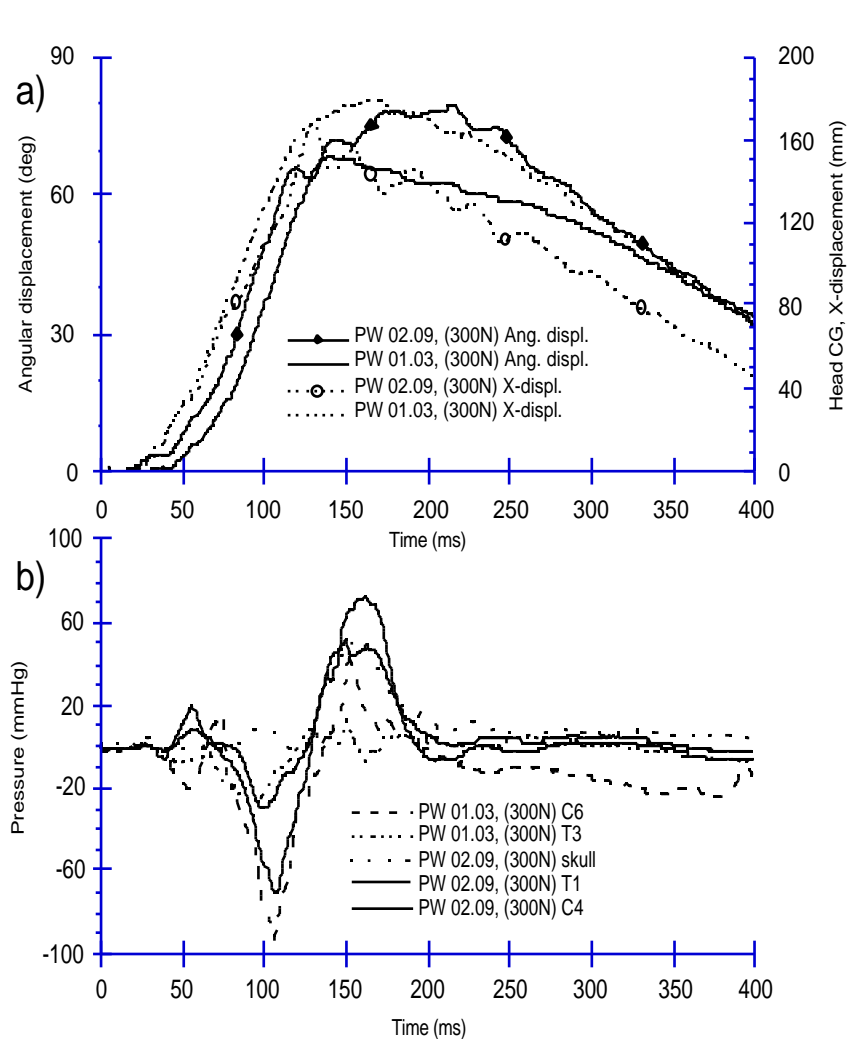 a)
90
60
30
0
Angular displacement (deg)
200
160
120
80
40
0
Head CG, X-displacement (mm)
PW 02.09, (300N) Ang. displ.
PW 01.03, (300N) Ang. displ.
PW 02.09, (300N) X-displ.
PW 01.03, (300N) X-displ.
0 50 100 150 200 250 300 350 400
Time (ms)
b)
100
60
20
-20
-60
-100
Pressure (mmHg)
PW 01.03, (300N) C6
PW 01.03, (300N) T3
PW 02.09, (300N) skull
PW 02.09, (300N) T1
PW 02.09, (300N) C4
0 50 100 150 200 250 300 350 400
Time (ms)